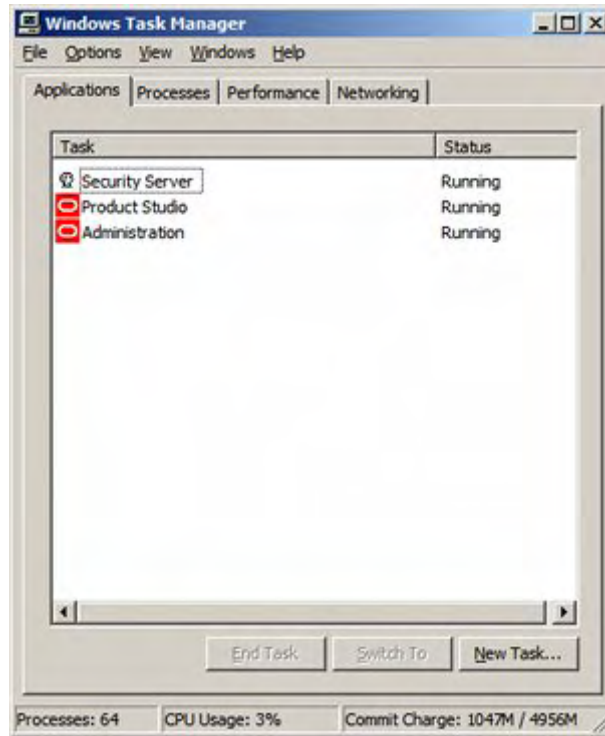 Windows Task Manager
File Options View Windows Help
Applications Processes Performance Networking
Task Status
Security Server Running
Product Studio Running
Administration Running
End Task Switch To New Task...
Processes: 64 CPU Usage: 3% Commit Charge: 1047M / 4956M